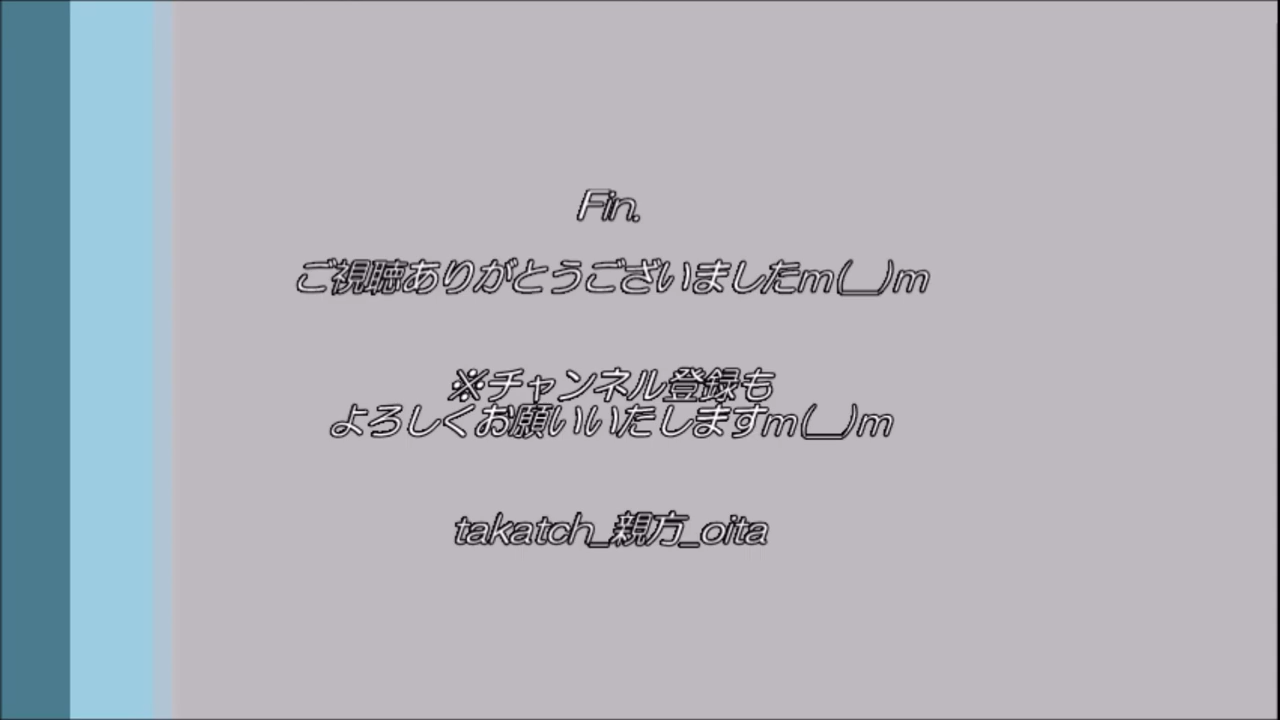 Fin.
ご視聴ありがとうございましたm(__)m
※チャンネル登録も
よろしくお願いいたしますm(__)m
takatch_親方_oita